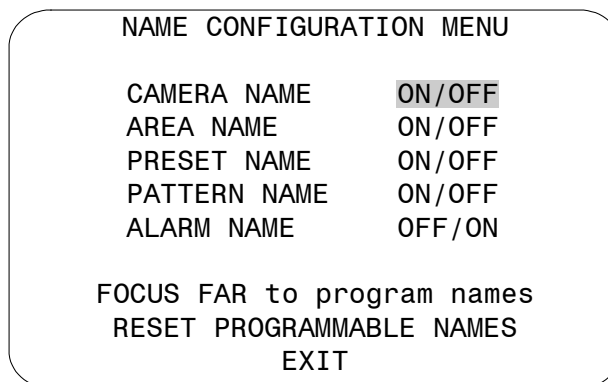 NAME CONFIGURATION MENU
CAMERA NAME ON/OFF
AREA NAME ON/OFF
PRESET NAME ON/OFF
PATTERN NAME ON/OFF
ALARM NAME OFF/ON
FOCUS FAR to program names
RESET PROGRAMMABLE NAMES
EXIT